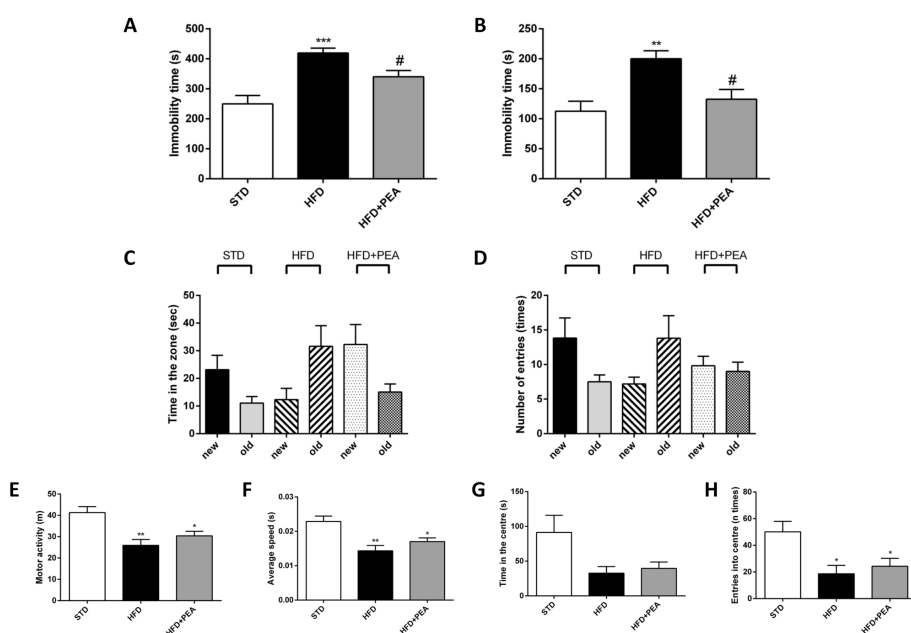 A
Immobility time (s)
500
400
300
200
100
0
***
#
STD
HFD
HFD+PEA
B
Immobility time (s)
250
200
150
100
50
0
**
#
STD
HFD
HFD+PEA
C
STD
HFD
HFD+PEA
Time in the zone (sec)
50
40
30
20
10
0
new
old
new
old
new
old
D
STD
HFD
HFD+PEA
Number of entries (times)
20
15
10
5
0
new
old
new
old
new
old
E
Motor activity (m)
50
40
30
20
10
0
**
*
STD
HFD
HFD+PEA
F
Average speed (s)
0.03
0.02
0.01
0.00
**
*
STD
HFD
HFD+PEA
G
Time in the centre (s)
150
100
50
0
STD
HFD
HFD+PEA
H
Entries into centre (n times)
80
60
40
20
0
*
*
STD
HFD
HFD+PEA